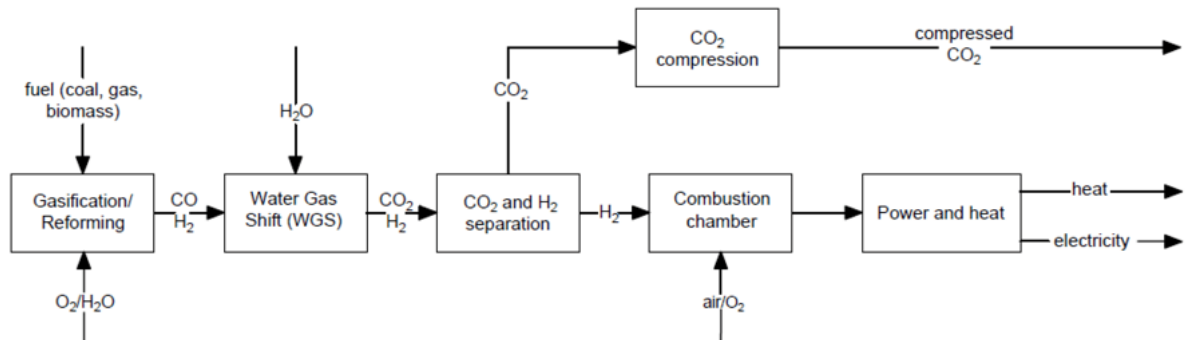 CO₂
compression
compressed
CO₂
fuel (coal, gas,
biomass)
H₂O
CO₂
Gasification/
Reforming
CO
H₂
Water Gas
Shift (WGS)
CO₂
H₂
CO₂ and H₂
separation
H₂
Combustion
chamber
Power and heat
heat
electricity
O₂/H₂O
air/O₂